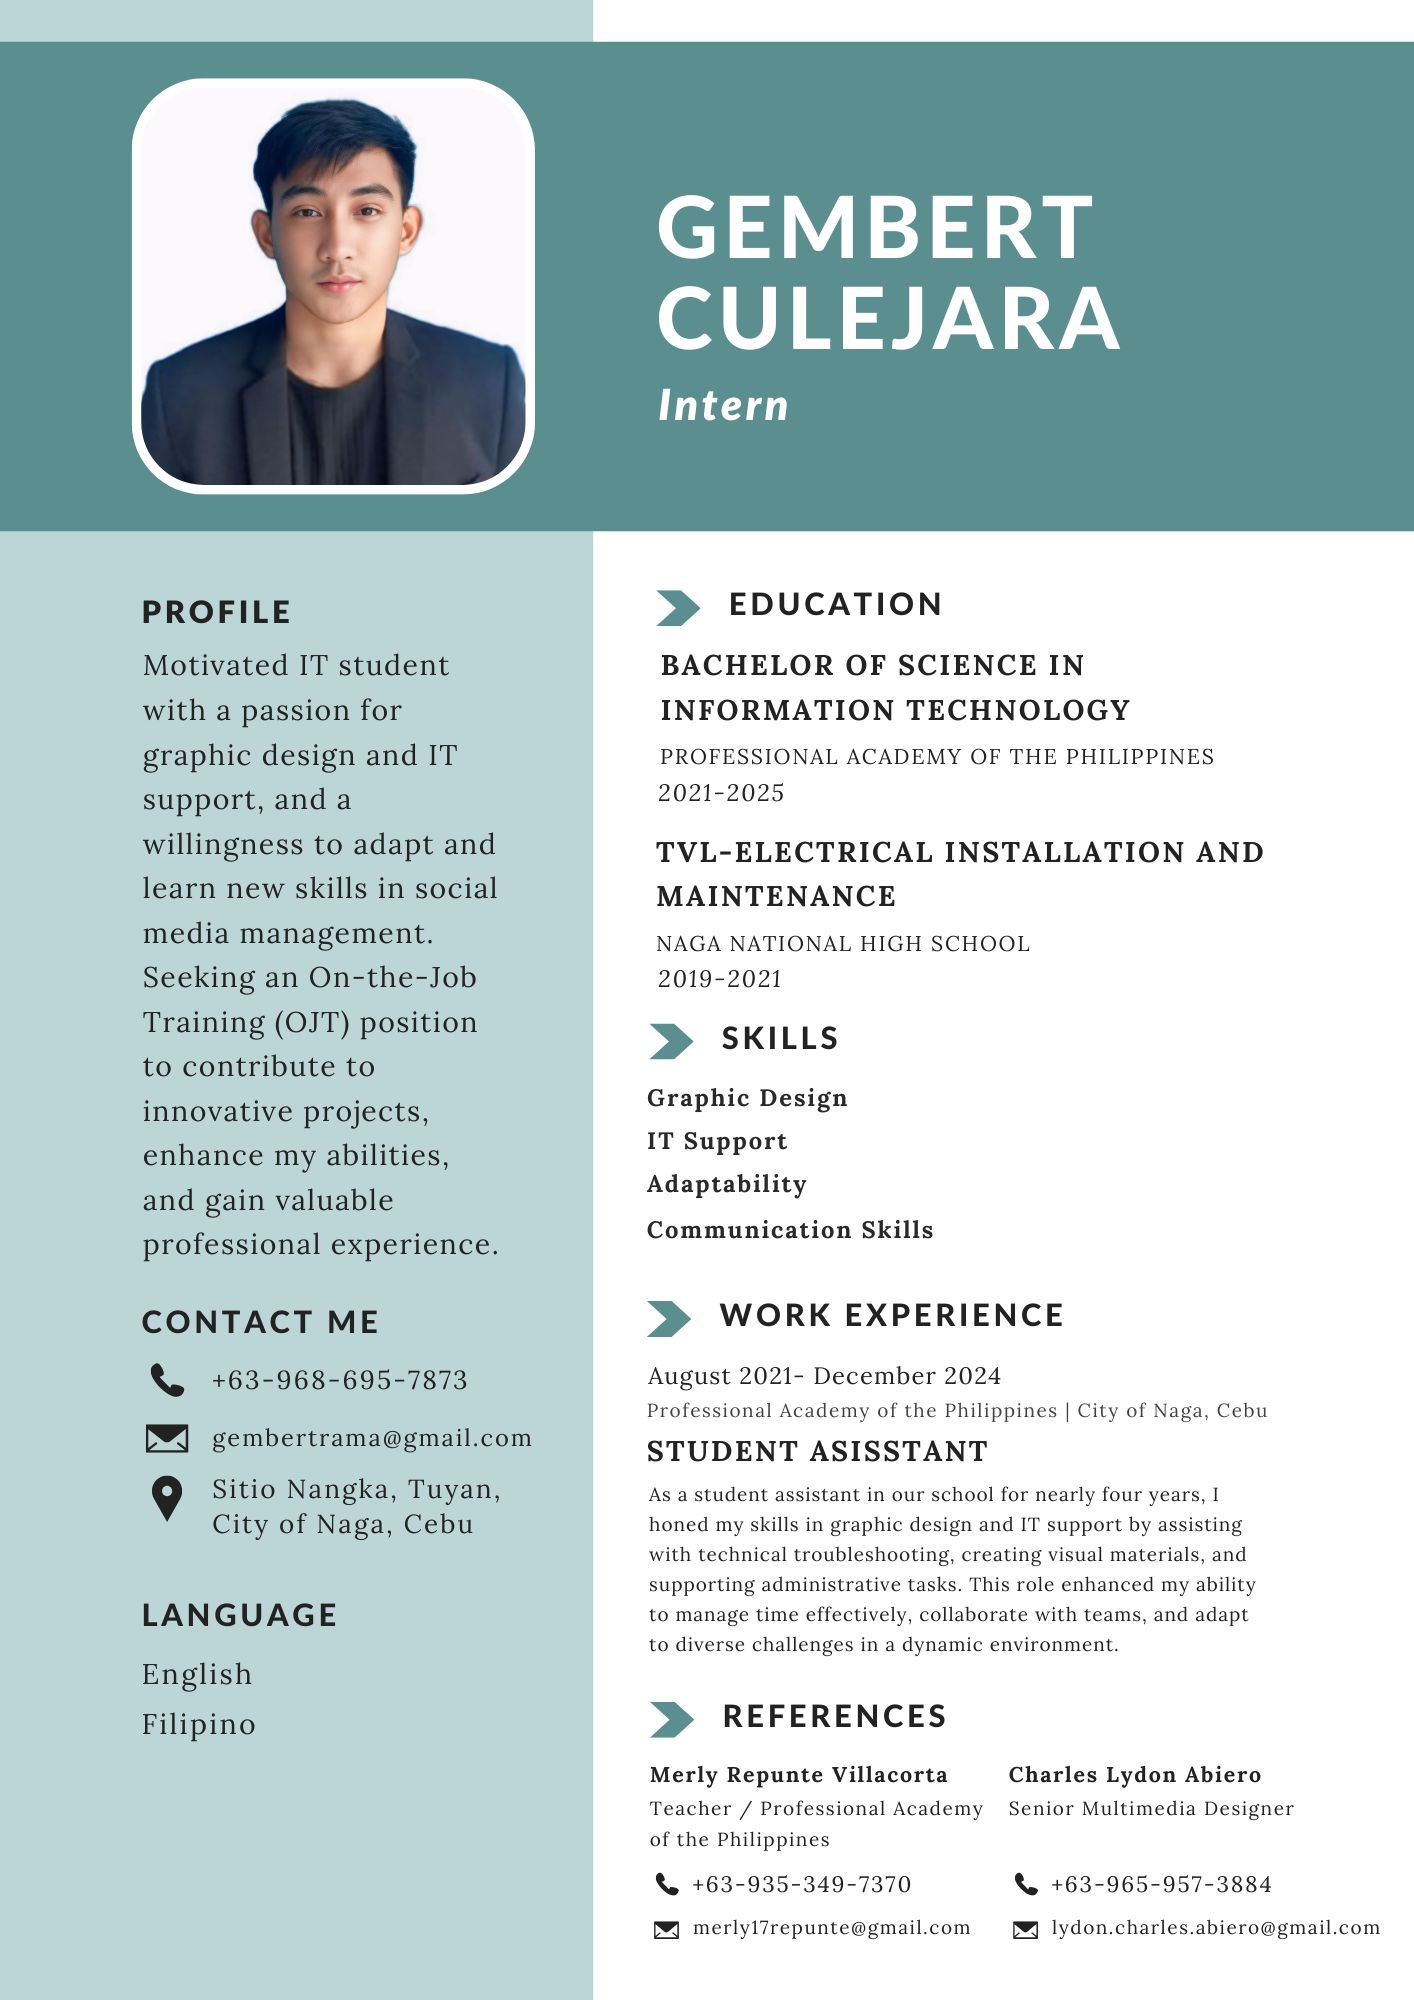 GEMBERT
CULEJARA
Intern
PROFILE
Motivated IT student
with a passion for
graphic design and IT
support, and a
willingness to adapt and
learn new skills in social
media management.
Seeking an On-the-Job
Training (OJT) position
to contribute to
innovative projects,
enhance my abilities,
and gain valuable
professional experience.
CONTACT ME
+63-968-695-7873
gembertrama@gmail.com
Sitio Nangka, Tuyan,
City of Naga, Cebu
LANGUAGE
English
Filipino
EDUCATION
BACHELOR OF SCIENCE IN
INFORMATION TECHNOLOGY
PROFESSIONAL ACADEMY OF THE PHILIPPINES
2021-2025
TVL-ELECTRICAL INSTALLATION AND
MAINTENANCE
NAGA NATIONAL HIGH SCHOOL
2019-2021
SKILLS
Graphic Design
IT Support
Adaptability
Communication Skills
WORK EXPERIENCE
August 2021- December 2024
Professional Academy of the Philippines | City of Naga, Cebu
STUDENT ASISSTANT
As a student assistant in our school for nearly four years, I
honed my skills in graphic design and IT support by assisting
with technical troubleshooting, creating visual materials, and
supporting administrative tasks. This role enhanced my ability
to manage time effectively, collaborate with teams, and adapt
to diverse challenges in a dynamic environment.
REFERENCES
Merly Repunte Villacorta
Teacher / Professional Academy
of the Philippines
+63-935-349-7370
merly17repunte@gmail.com
Charles Lydon Abiero
Senior Multimedia Designer
+63-965-957-3884
lydon.charles.abiero@gmail.com